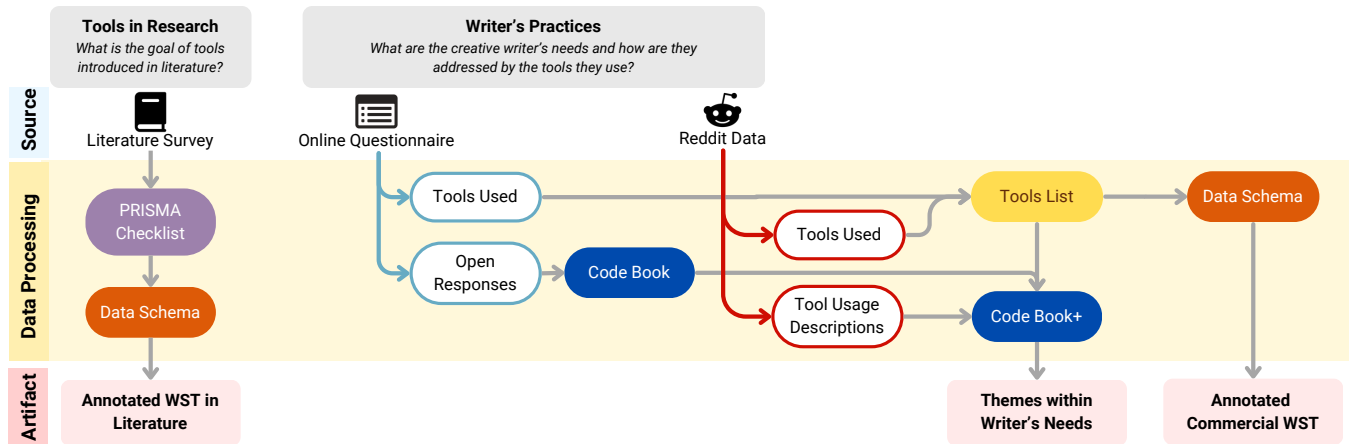 Tools in Research
What is the goal of tools
introduced in literature?
Writer's Practices
What are the creative writer's needs and how are they
addressed by the tools they use?
Source
Literature Survey
Online Questionnaire
Reddit Data
Data Processing
PRISMA
Checklist
Data Schema
Tools Used
Open
Responses
Code Book
Tools Used
Tool Usage
Descriptions
Tools List
Code Book+
Data Schema
Artifact
Annotated WST in
Literature
Themes within
Writer's Needs
Annotated
Commercial WST